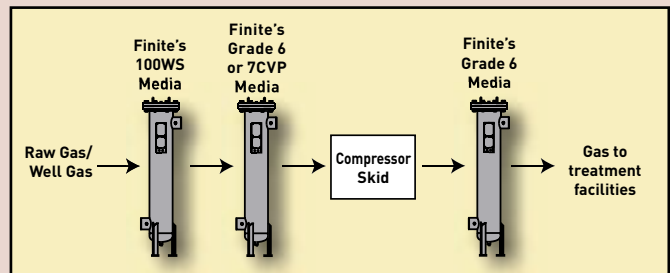 Raw Gas/
Well Gas
Finite's
100WS
Media
Finite's
Grade 6
or 7CVP
Media
Compressor
Skid
Finite's
Grade 6
Media
Gas to
treatment
facilities